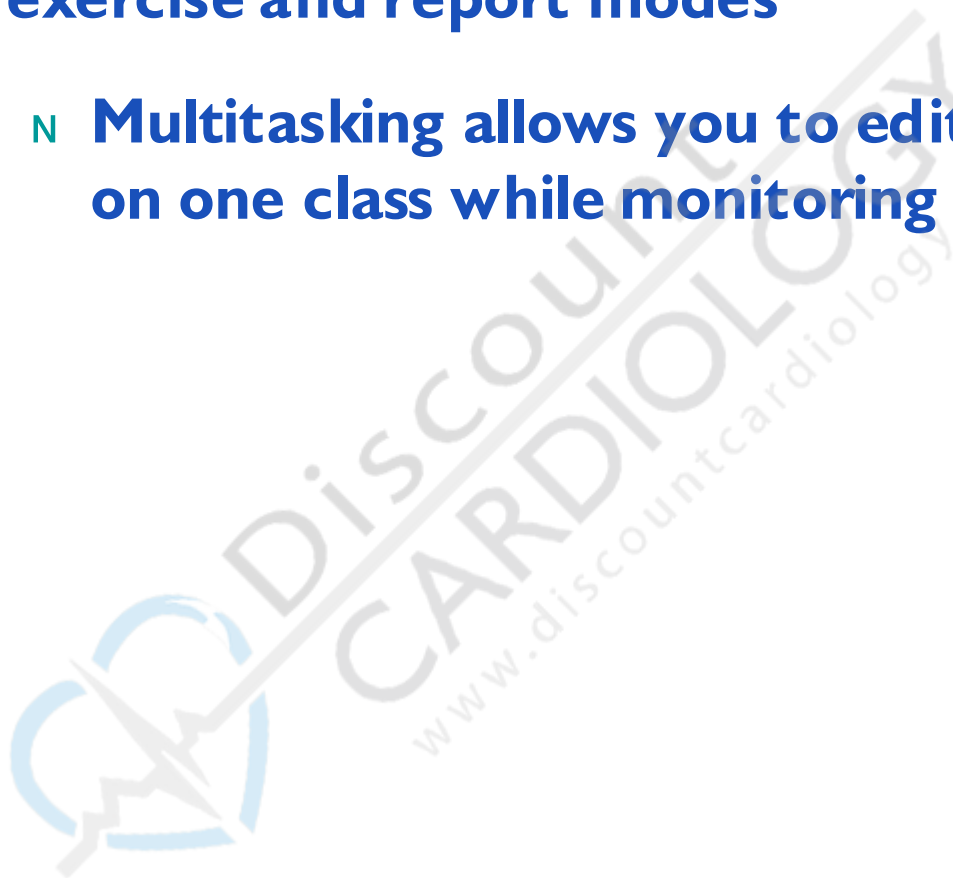 exercise and report modes
N Multitasking allows you to edit
on one class while monitoring
Discount
CARDIOLOGY
www.discountcardiology